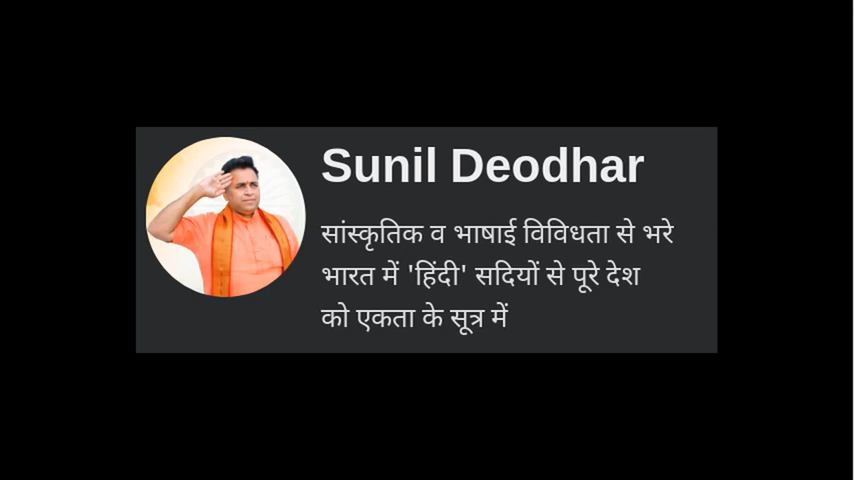 Sunil Deodhar
सांस्कृतिक व भाषाई विविधता से भरे
भारत में 'हिंदी' सदियों से पूरे देश
को एकता के सूत्र में